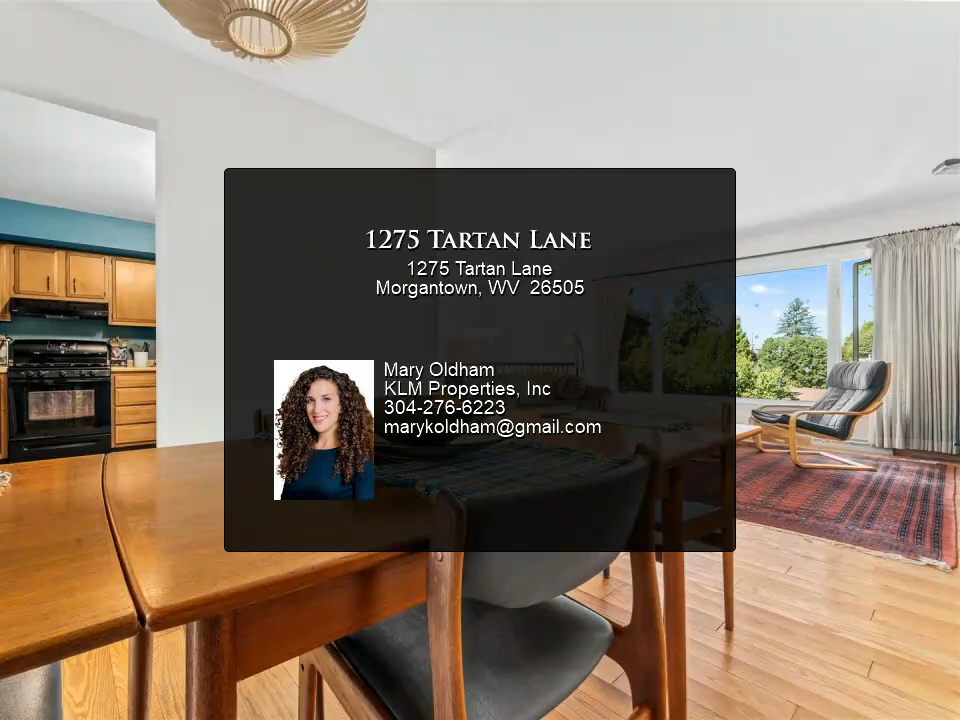 1275 Tartan Lane
1275 Tartan Lane
Morgantown, WV  26505
Mary Oldham
KLM Properties, Inc
304-276-6223
marykoldham@gmail.com